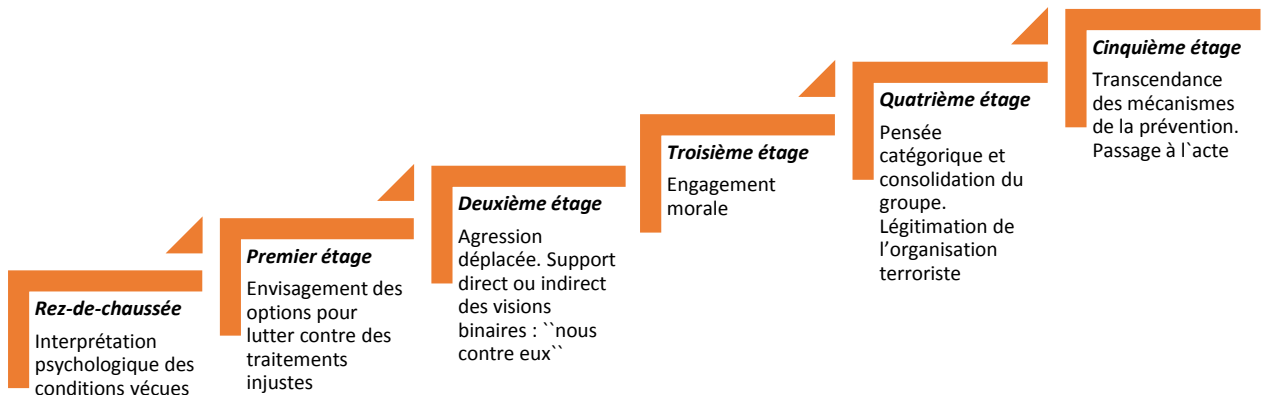 Rez-de-chaussée
Interprétation
psychologique des
conditions vécues
Premier étage
Envisagement des
options pour
lutter contre des
traitements
injustes
Deuxième étage
Agression
déplacée. Support
direct ou indirect
des visions
binaires : ``nous
contre eux``
Troisième étage
Engagement
morale
Quatrième étage
Pensée
catégorique et
consolidation du
groupe.
Légitimation de
l’organisation
terroriste
Cinquième étage
Transcendance
des mécanismes
de la prévention.
Passage à l`acte